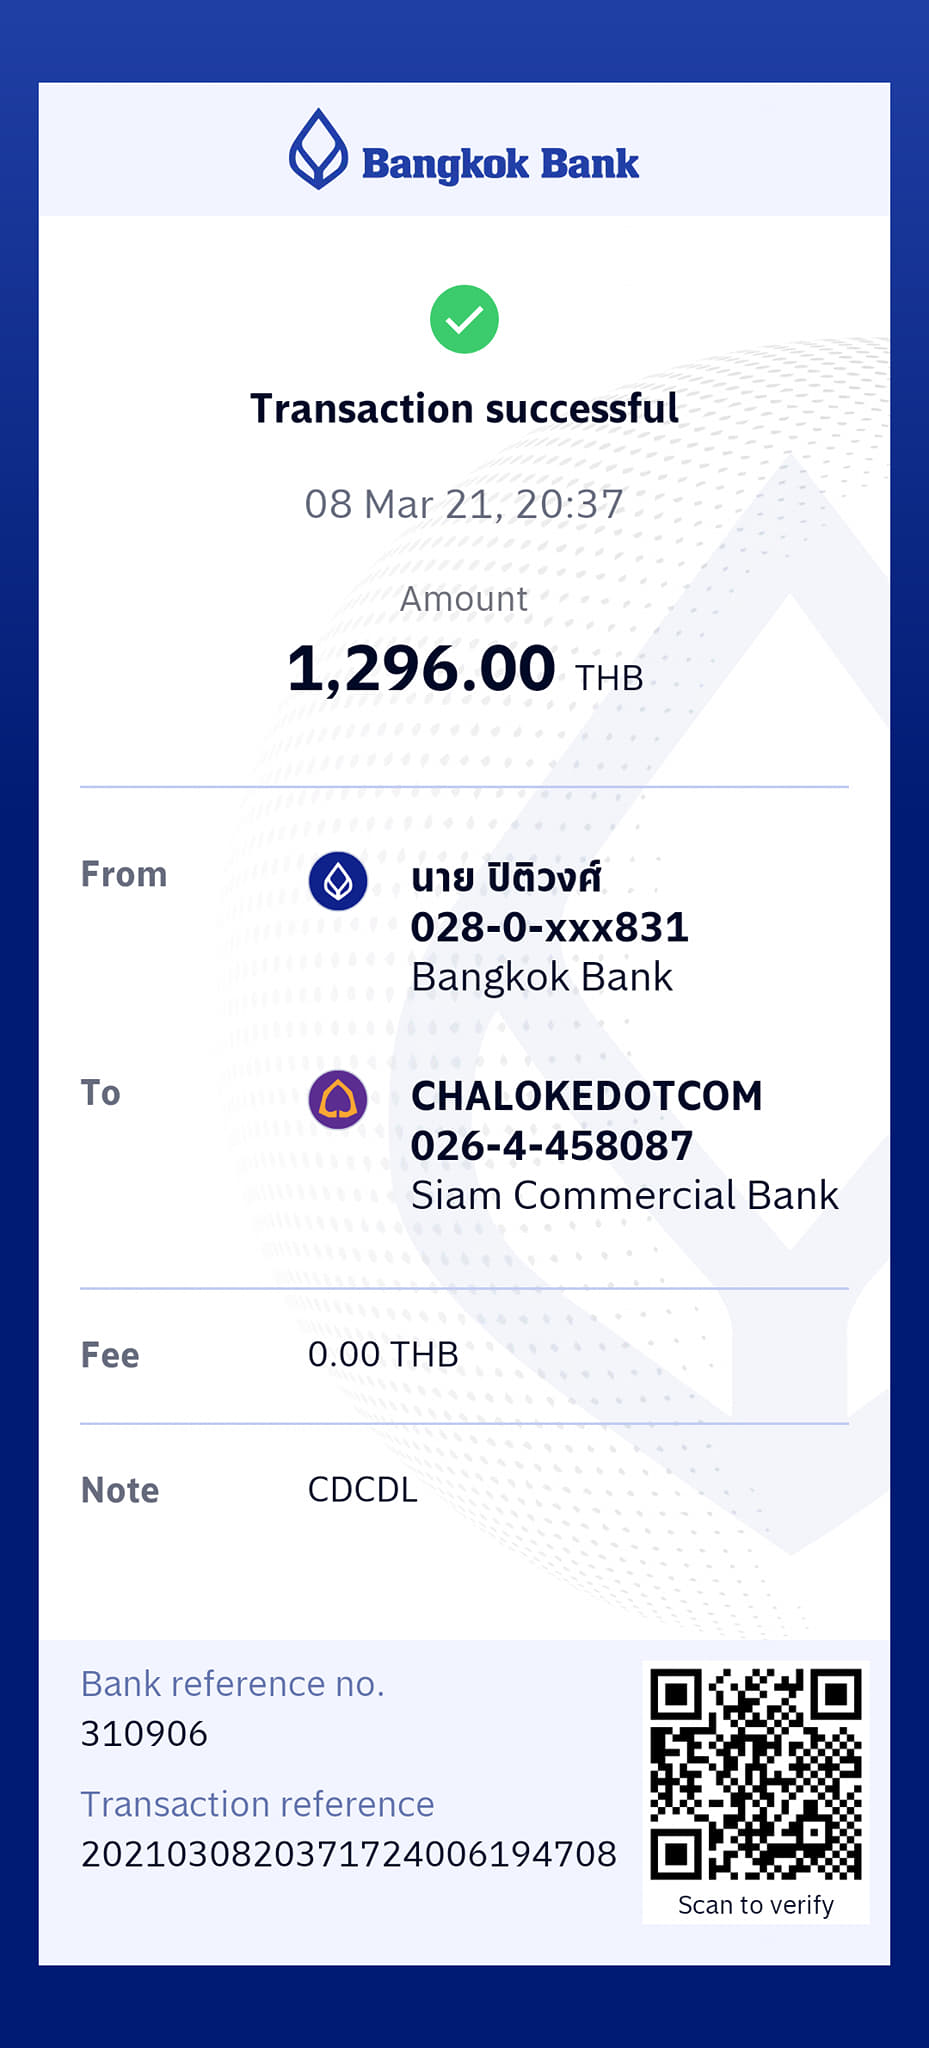 Bangkok Bank
Transaction successful
08 Mar 21, 20:37
Amount
1,296.00 THB
From
นาย ปิติวงศ์
028-0-xxx831
Bangkok Bank
To
CHALOKEDOTCOM
026-4-458087
Siam Commercial Bank
Fee 0.00 THB
Note CDCDL
Bank reference no.
310906
Transaction reference
2021030820371724006194708
Scan to verify